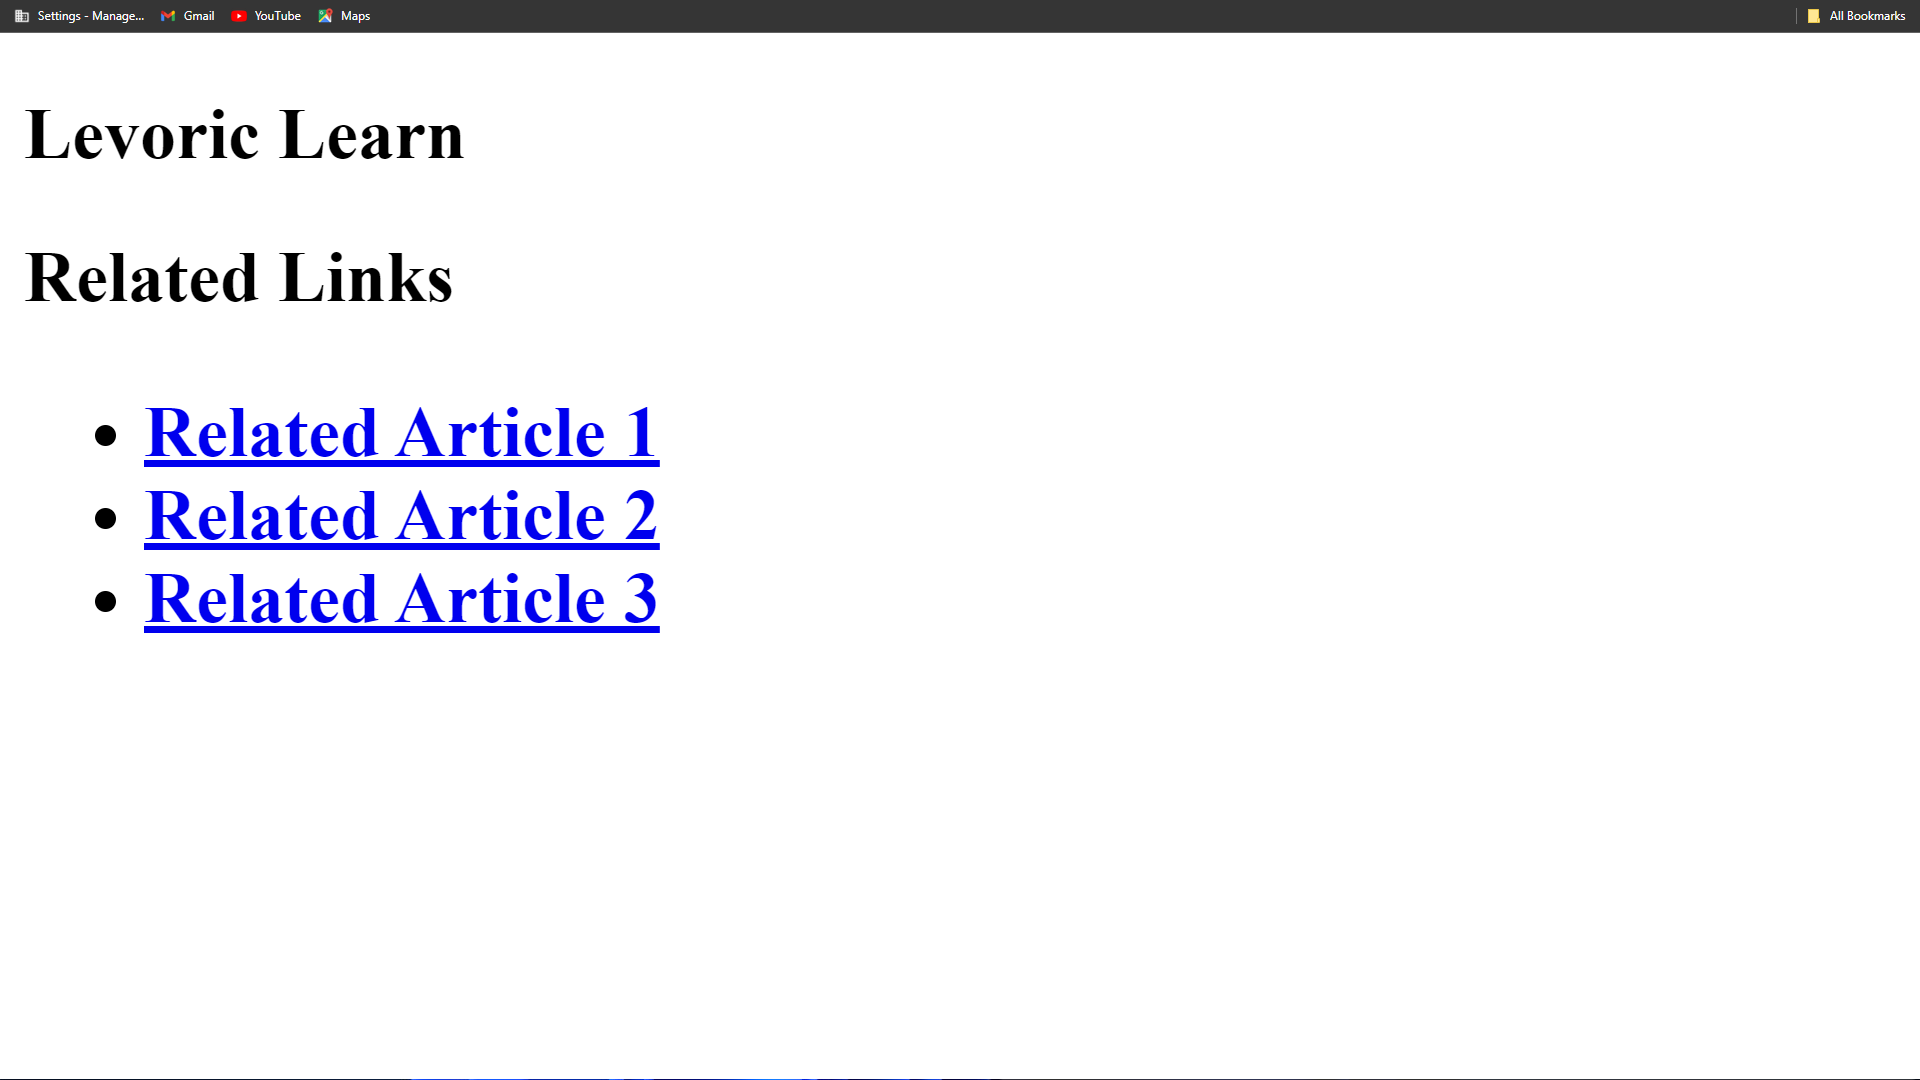 Settings - Manage... Gmail YouTube Maps All Bookmarks
Levoric Learn
Related Links
Related Article 1
Related Article 2
Related Article 3